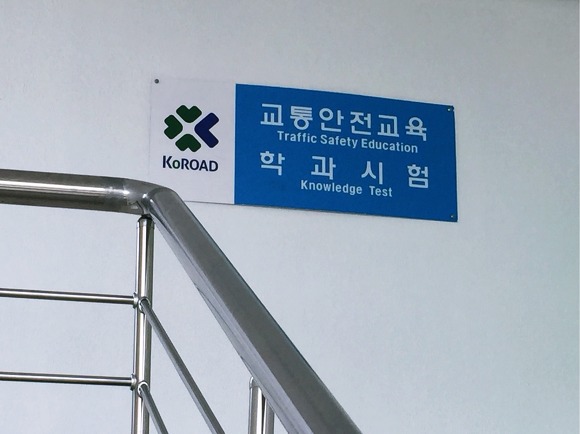 KoROAD
교통안전교육
Traffic Safety Education
학과시험
Knowledge Test